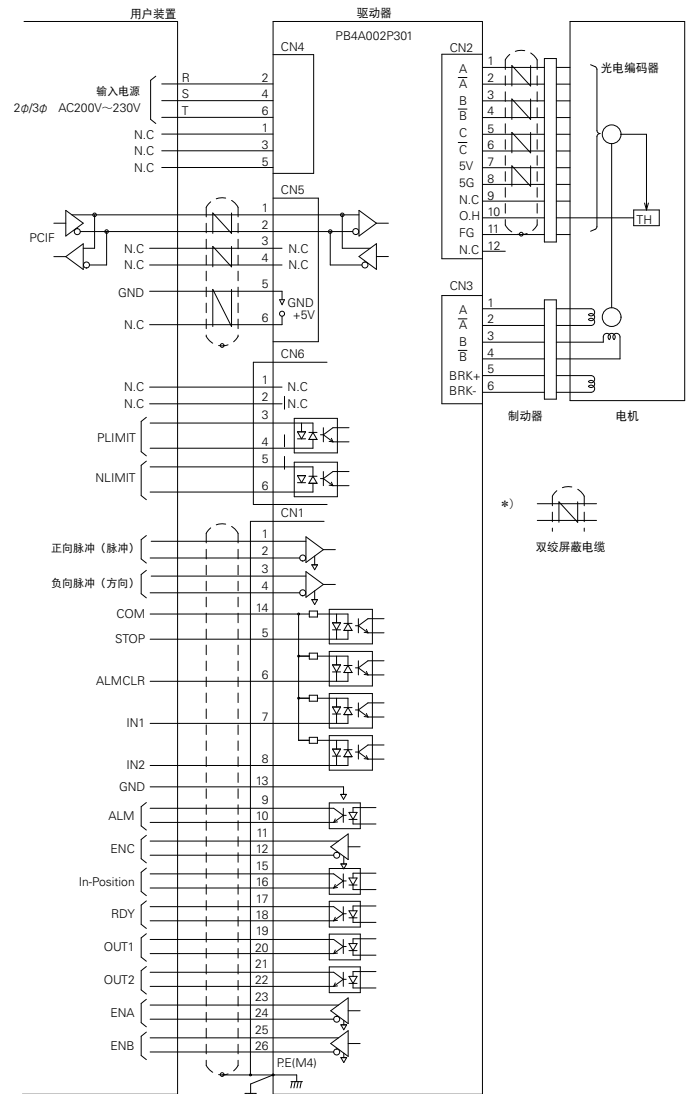 用户装置
驱动器
PB4A002P301
CN4
输入电源
2φ/3φ AC200V～230V
R 2
S 4
T 6
N.C 1
N.C 3
N.C 5
CN5
PCIF
1
2
N.C 3 N.C
N.C 4 N.C
GND 5 GND
N.C 6 +5V
CN6
N.C 1 N.C
N.C 2 N.C
PLIMIT 3
4
NLIMIT 5
6
CN1
正向脉冲（脉冲） 1
2
负向脉冲（方向） 3
4
COM 14
STOP 5
ALMCLR 6
IN1 7
IN2 8
GND 13
ALM 9
10
ENC 11
12
In-Position 15
16
RDY 17
18
OUT1 19
20
OUT2 21
22
ENA 23
24
ENB 25
26
P.E(M4)
CN2
A 1
A̅ 2
B 3
B̅ 4
C 5
C̅ 6
5V 7
5G 8
N.C 9
O.H 10
FG 11
N.C 12
光电编码器
TH
CN3
A 1
A̅ 2
B 3
B̅ 4
BRK+ 5
BRK- 6
制动器
电机
*）
双绞屏蔽电缆